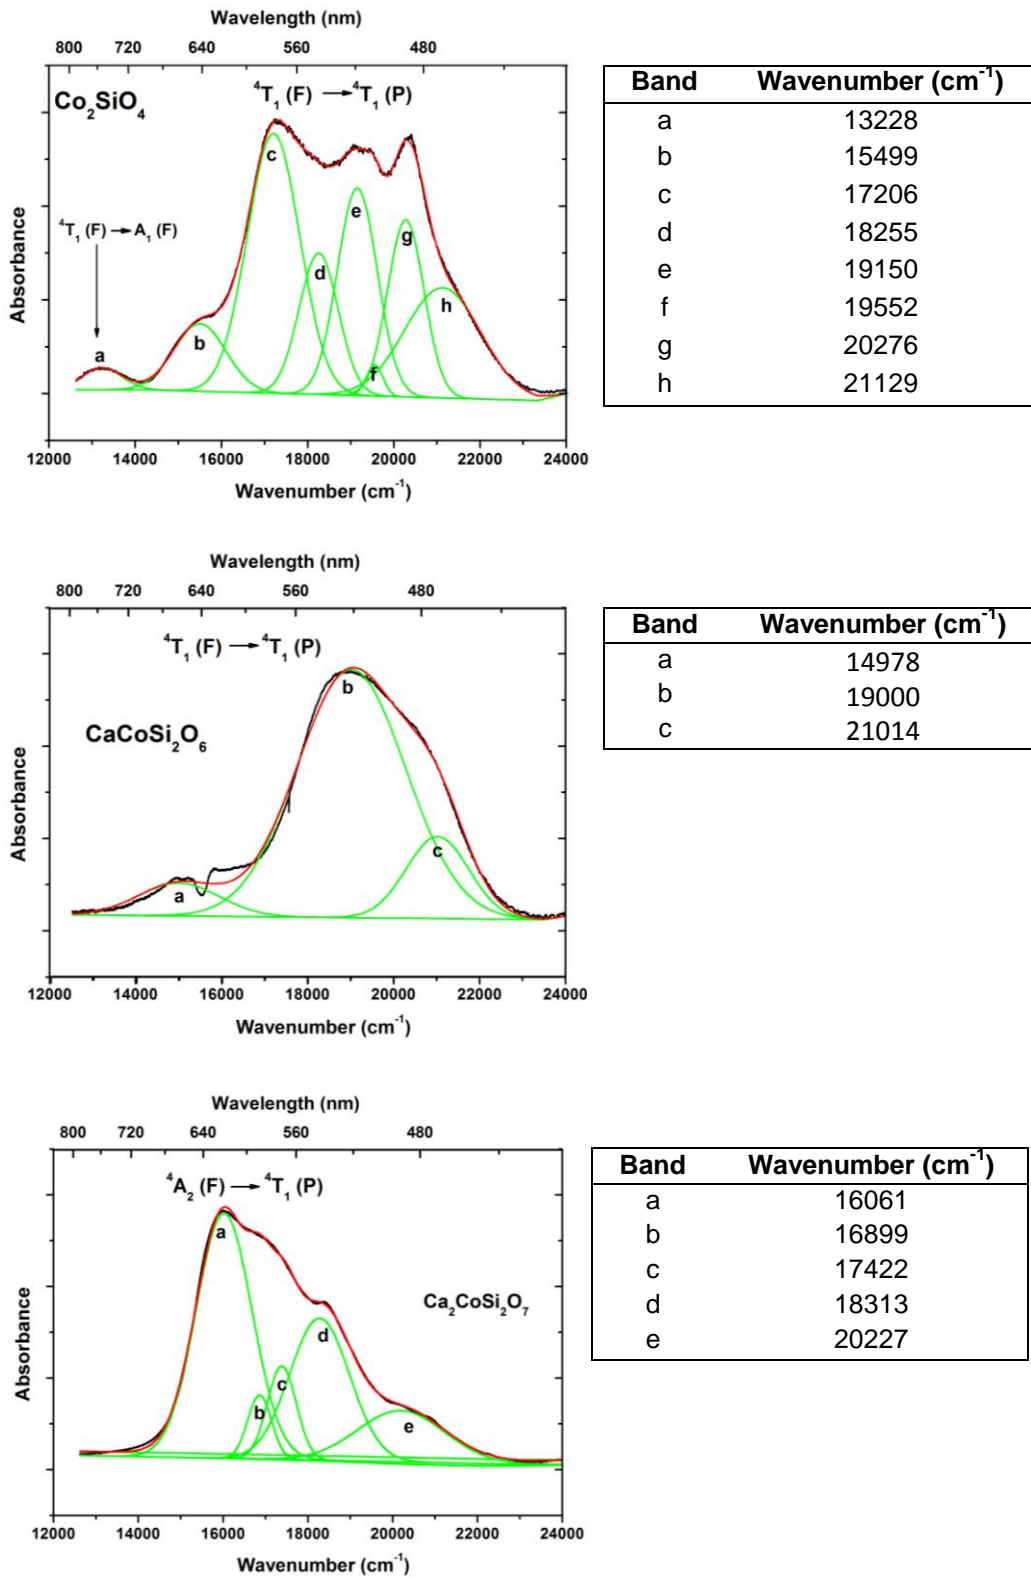 Wavelength (nm)
800 720 640 560 480
Co₂SiO₄
⁴T₁ (F) → ⁴T₁ (P)
⁴T₁ (F) → A₁ (F)
a b c d e f g h
Absorbance
12000 14000 16000 18000 20000 22000 24000
Wavenumber (cm⁻¹)
Band Wavenumber (cm⁻¹)
a 13228
b 15499
c 17206
d 18255
e 19150
f 19552
g 20276
h 21129
Wavelength (nm)
800 720 640 560 480
⁴T₁ (F) → ⁴T₁ (P)
CaCoSi₂O₆
a b c
Absorbance
12000 14000 16000 18000 20000 22000 24000
Wavenumber (cm⁻¹)
Band Wavenumber (cm⁻¹)
a 14978
b 19000
c 21014
Wavelength (nm)
800 720 640 560 480
⁴A₂ (F) → ⁴T₁ (P)
Ca₂CoSi₂O₇
a b c d e
Absorbance
12000 14000 16000 18000 20000 22000 24000
Wavenumber (cm⁻¹)
Band Wavenumber (cm⁻¹)
a 16061
b 16899
c 17422
d 18313
e 20227